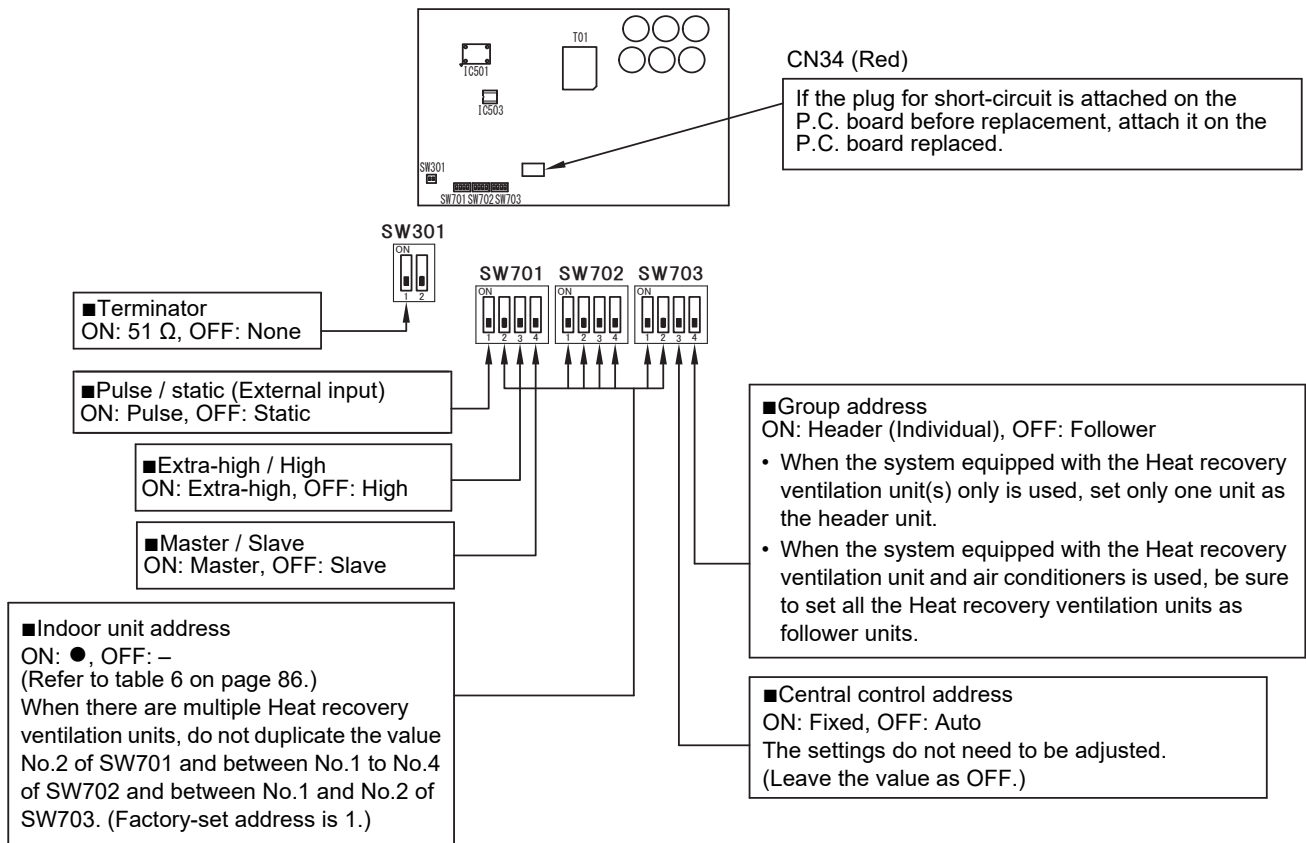 T01
IC501
IC503
SW301
SW701 SW702 SW703
CN34 (Red)
If the plug for short-circuit is attached on the
P.C. board before replacement, attach it on the
P.C. board replaced.
SW301
ON
1 2
SW701 SW702 SW703
ON ON ON
1 2 3 4 1 2 3 4 1 2 3 4
■Terminator
ON: 51 Ω, OFF: None
■Pulse / static (External input)
ON: Pulse, OFF: Static
■Extra-high / High
ON: Extra-high, OFF: High
■Master / Slave
ON: Master, OFF: Slave
■Indoor unit address
ON: ●, OFF: –
(Refer to table 6 on page 86.)
When there are multiple Heat recovery
ventilation units, do not duplicate the value
No.2 of SW701 and between No.1 to No.4
of SW702 and between No.1 and No.2 of
SW703. (Factory-set address is 1.)
■Group address
ON: Header (Individual), OFF: Follower
• When the system equipped with the Heat recovery
ventilation unit(s) only is used, set only one unit as
the header unit.
• When the system equipped with the Heat recovery
ventilation unit and air conditioners is used, be sure
to set all the Heat recovery ventilation units as
follower units.
■Central control address
ON: Fixed, OFF: Auto
The settings do not need to be adjusted.
(Leave the value as OFF.)